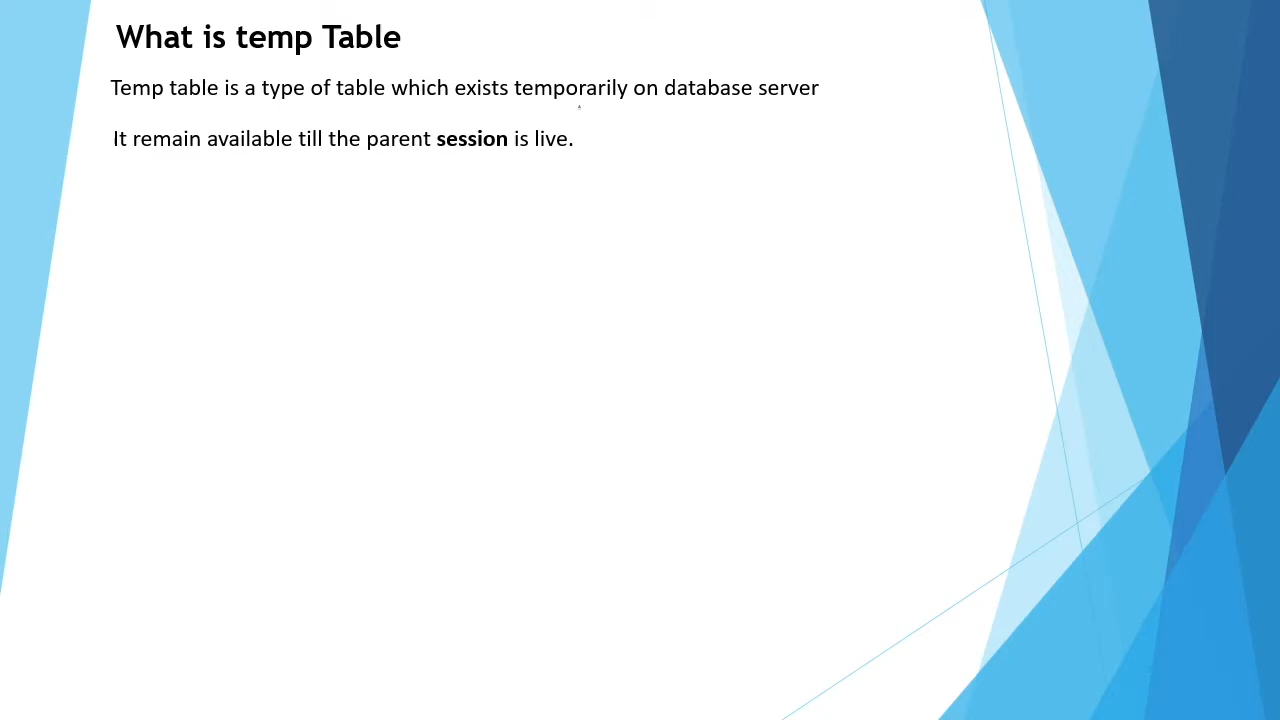 What is temp Table
Temp table is a type of table which exists temporarily on database server
It remain available till the parent session is live.